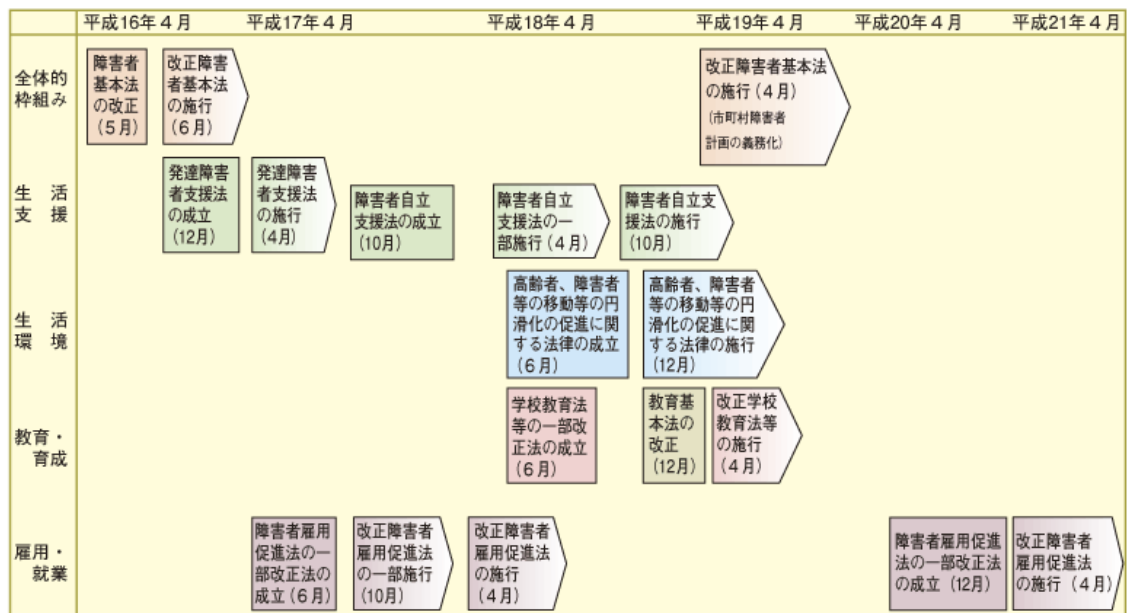 平成16年４月
平成17年４月
平成18年４月
平成19年４月
平成20年４月
平成21年４月
全体的
枠組み
障害者
基本法
の改正
（５月）
改正障害
者基本法
の施行
（６月）
改正障害者基本法
の施行（４月）
（市町村障害者
計画の義務化）
生　活
支　援
発達障害
者支援法
の成立
（12月）
発達障害
者支援法
の施行
（４月）
障害者自立
支援法の成立
（10月）
障害者自立
支援法の一
部施行（４月）
障害者自立支
援法の施行
（10月）
生　活
環　境
高齢者、障害者
等の移動等の円
滑化の促進に関
する法律の成立
（６月）
高齢者、障害者
等の移動等の円
滑化の促進に関
する法律の施行
（12月）
教育・
育成
学校教育法
等の一部改
正法の成立
（６月）
教育基
本法の
改正
（12月）
改正学校
教育法等
の施行
（４月）
雇用・
就業
障害者雇用
促進法の一
部改正法の
成立（６月）
改正障害者
雇用促進法
の一部施行
（10月）
改正障害者
雇用促進法
の施行
（４月）
障害者雇用促進
法の一部改正法
の成立（12月）
改正障害者
雇用促進法
の施行（４月）